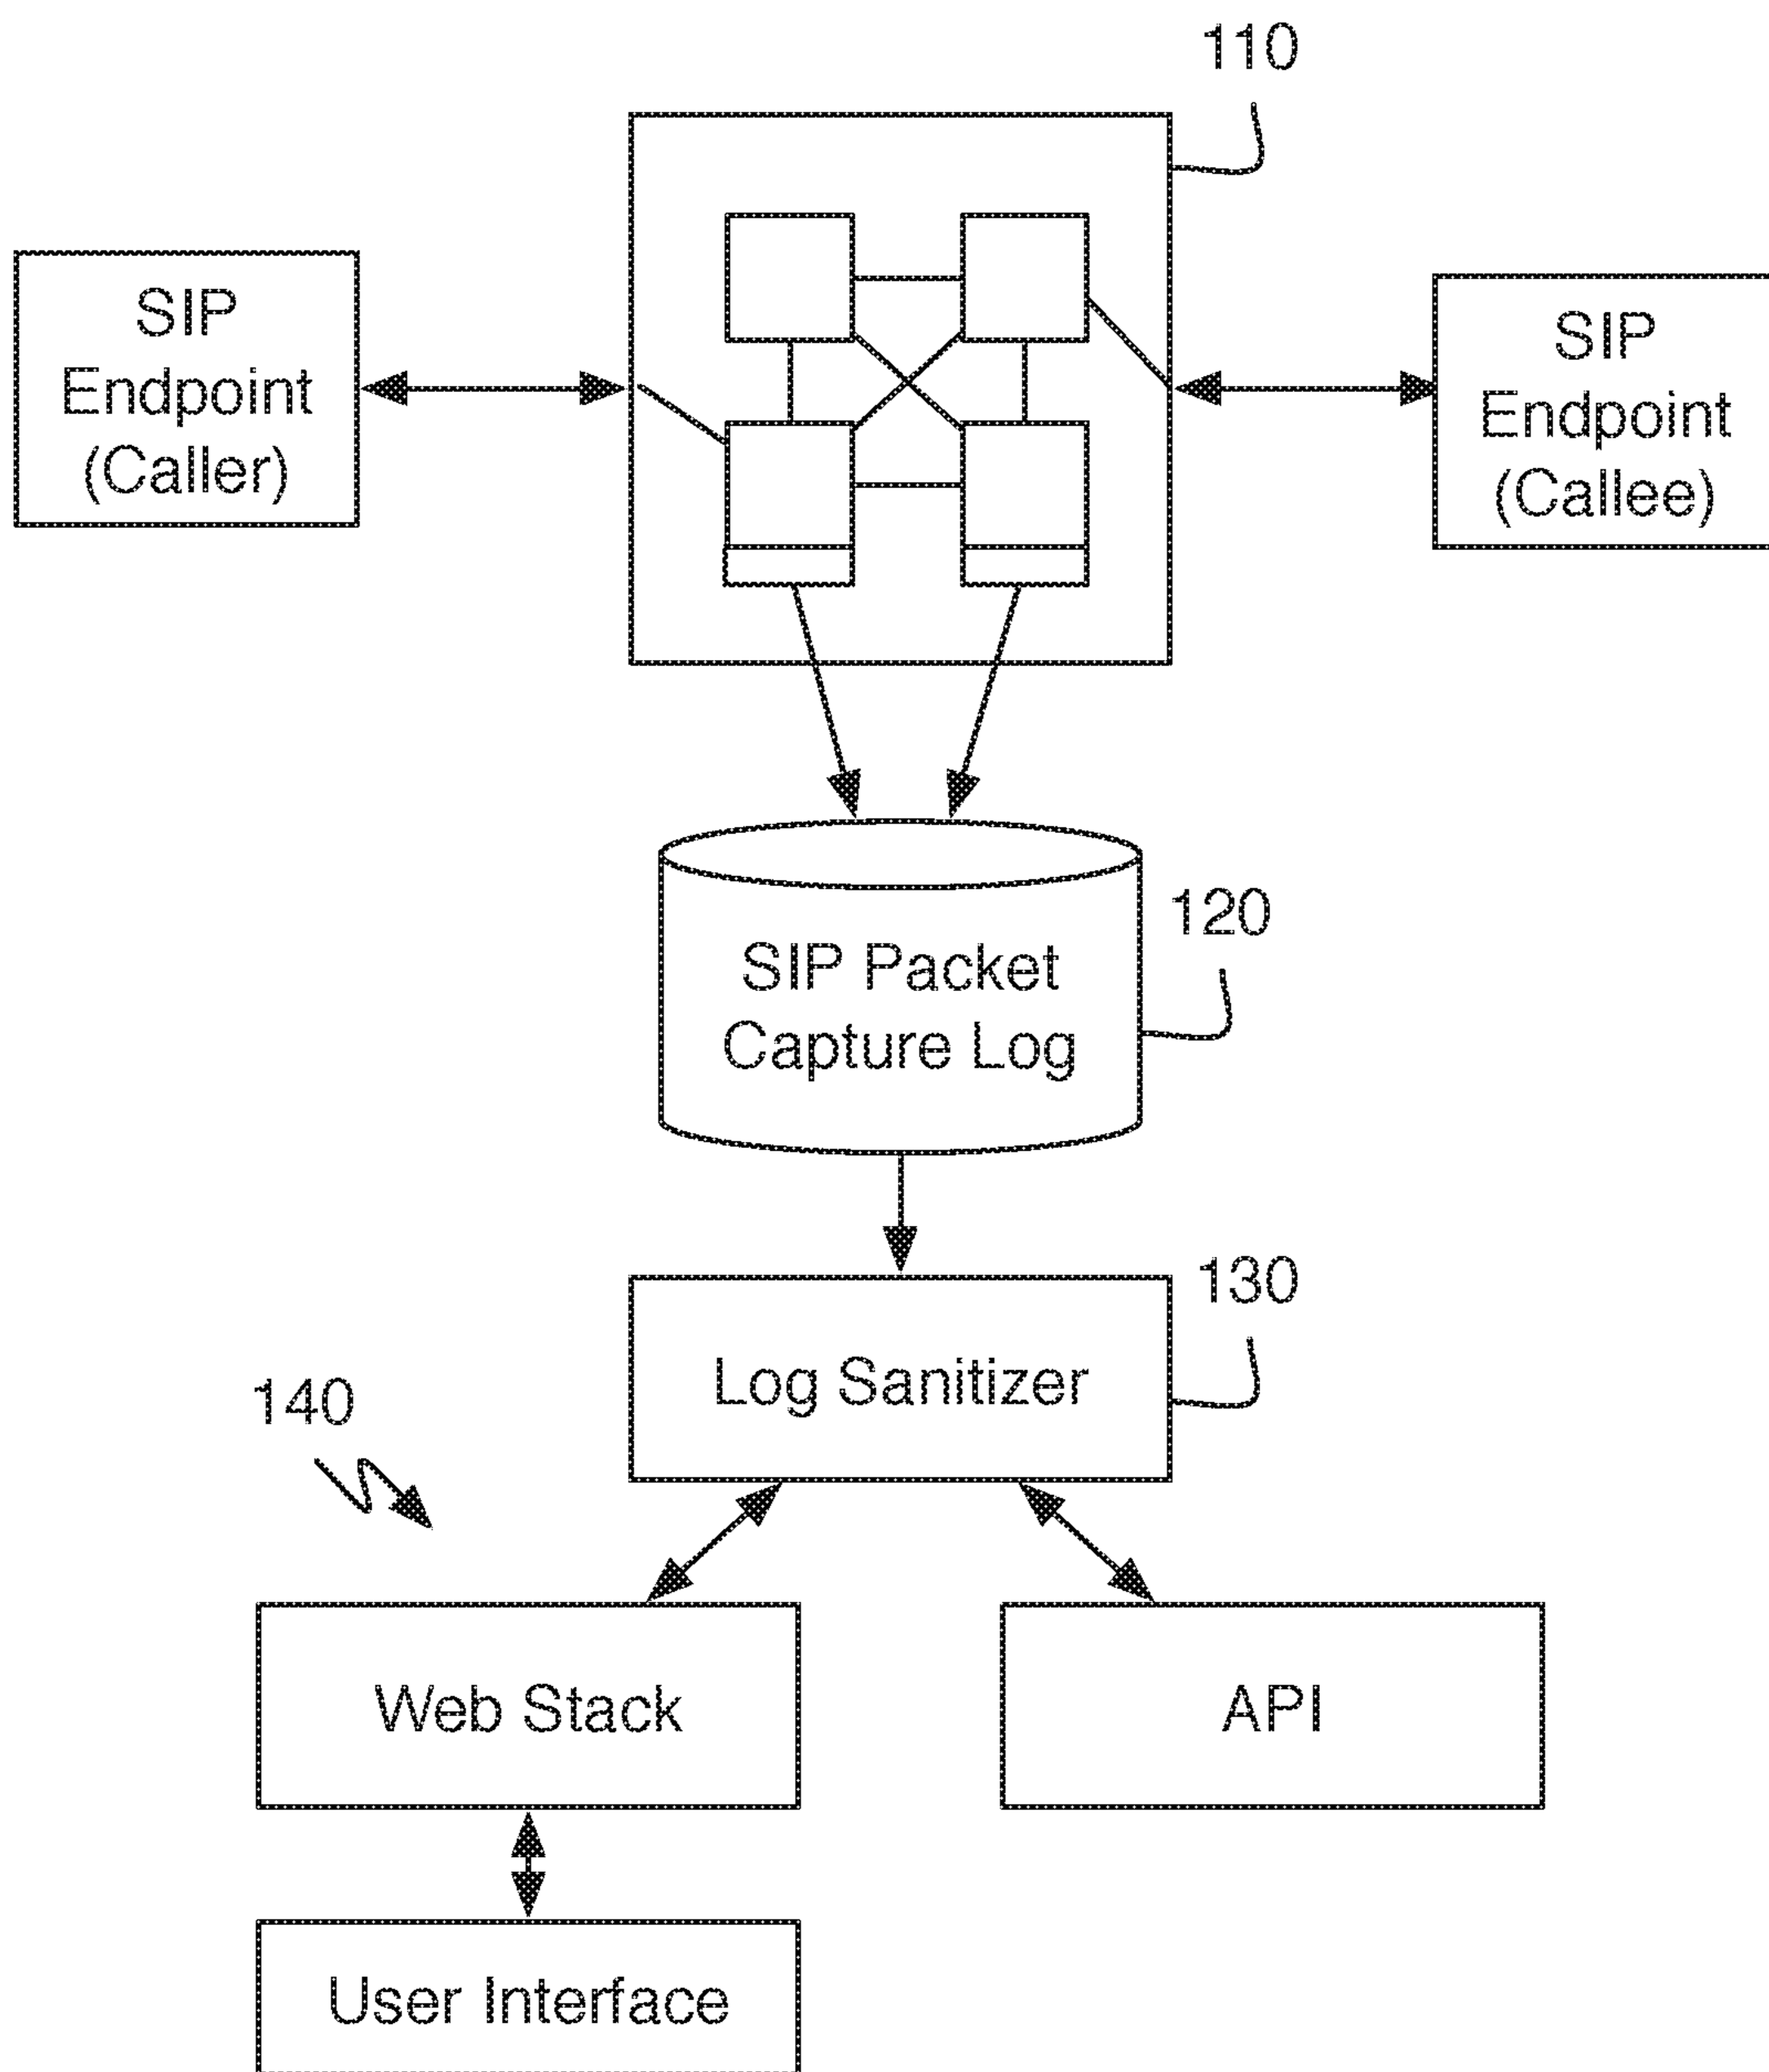 110
SIP
Endpoint
(Caller)
SIP
Endpoint
(Callee)
SIP Packet
Capture Log
120
130
Log Sanitizer
140
Web Stack
API
User Interface